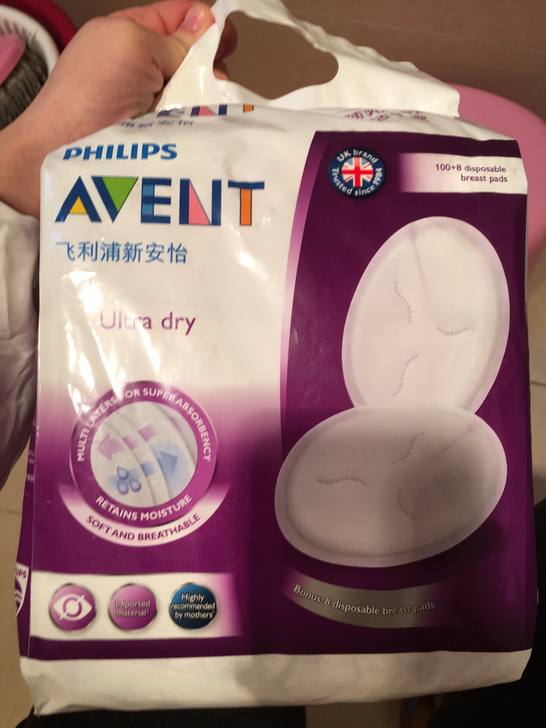 AVENT
PHILIPS
AVENT
飞利浦新安怡
UK brand
Trusted since 1984
100+8 disposable
breast pads
Ultra dry
MULTI LAYERS FOR SUPER ABSORBENCY
RETAINS MOISTURE
SOFT AND BREATHABLE
Imported
material
Highly
recommended
by mothers
Bonus: 8 disposable breast pads